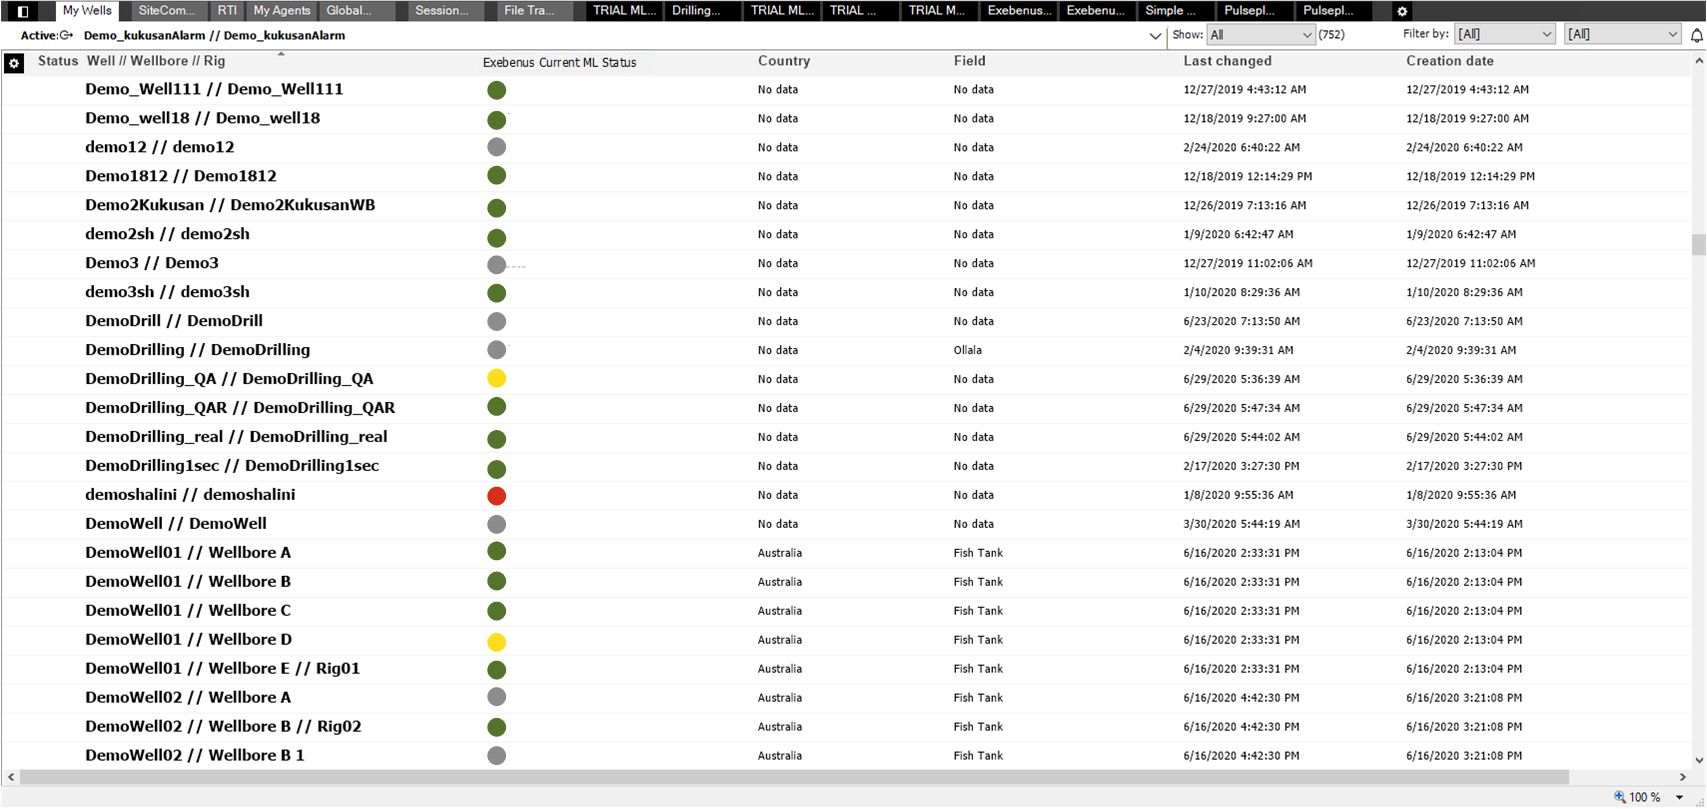 My Wells SiteCom... RTI My Agents Global... Session... File Tra... TRIAL ML... Drilling... TRIAL ML... TRIAL ... TRIAL M... Exebenus... Exebenu... Simple ... Pulsepl... Pulsepl...
Active: Demo_kukusanAlarm // Demo_kukusanAlarm Show: All (752) Filter by: [All] [All]
Status Well // Wellbore // Rig Exebenus Current ML Status Country Field Last changed Creation date
Demo_Well111 // Demo_Well111 No data No data 12/27/2019 4:43:12 AM 12/27/2019 4:43:12 AM
Demo_well18 // Demo_well18 No data No data 12/18/2019 9:27:00 AM 12/18/2019 9:27:00 AM
demo12 // demo12 No data No data 2/24/2020 6:40:22 AM 2/24/2020 6:40:22 AM
Demo1812 // Demo1812 No data No data 12/18/2019 12:14:29 PM 12/18/2019 12:14:29 PM
Demo2Kukusan // Demo2KukusanWB No data No data 12/26/2019 7:13:16 AM 12/26/2019 7:13:16 AM
demo2sh // demo2sh No data No data 1/9/2020 6:42:47 AM 1/9/2020 6:42:47 AM
Demo3 // Demo3 No data No data 12/27/2019 11:02:06 AM 12/27/2019 11:02:06 AM
demo3sh // demo3sh No data No data 1/10/2020 8:29:36 AM 1/10/2020 8:29:36 AM
DemoDrill // DemoDrill No data No data 6/23/2020 7:13:50 AM 6/23/2020 7:13:50 AM
DemoDrilling // DemoDrilling No data Ollala 2/4/2020 9:39:31 AM 2/4/2020 9:39:31 AM
DemoDrilling_QA // DemoDrilling_QA No data No data 6/29/2020 5:36:39 AM 6/29/2020 5:36:39 AM
DemoDrilling_QAR // DemoDrilling_QAR No data No data 6/29/2020 5:47:34 AM 6/29/2020 5:47:34 AM
DemoDrilling_real // DemoDrilling_real No data No data 6/29/2020 5:44:02 AM 6/29/2020 5:44:02 AM
DemoDrilling1sec // DemoDrilling1sec No data No data 2/17/2020 3:27:30 PM 2/17/2020 3:27:30 PM
demoshalini // demoshalini No data No data 1/8/2020 9:55:36 AM 1/8/2020 9:55:36 AM
DemoWell // DemoWell No data No data 3/30/2020 5:44:19 AM 3/30/2020 5:44:19 AM
DemoWell01 // Wellbore A Australia Fish Tank 6/16/2020 2:33:31 PM 6/16/2020 2:13:04 PM
DemoWell01 // Wellbore B Australia Fish Tank 6/16/2020 2:33:31 PM 6/16/2020 2:13:04 PM
DemoWell01 // Wellbore C Australia Fish Tank 6/16/2020 2:33:31 PM 6/16/2020 2:13:04 PM
DemoWell01 // Wellbore D Australia Fish Tank 6/16/2020 2:33:31 PM 6/16/2020 2:13:04 PM
DemoWell01 // Wellbore E // Rig01 Australia Fish Tank 6/16/2020 2:33:31 PM 6/16/2020 2:13:04 PM
DemoWell02 // Wellbore A Australia Fish Tank 6/16/2020 4:42:30 PM 6/16/2020 3:21:08 PM
DemoWell02 // Wellbore B // Rig02 Australia Fish Tank 6/16/2020 4:42:30 PM 6/16/2020 3:21:08 PM
DemoWell02 // Wellbore B 1 Australia Fish Tank 6/16/2020 4:42:30 PM 6/16/2020 3:21:08 PM
100 %